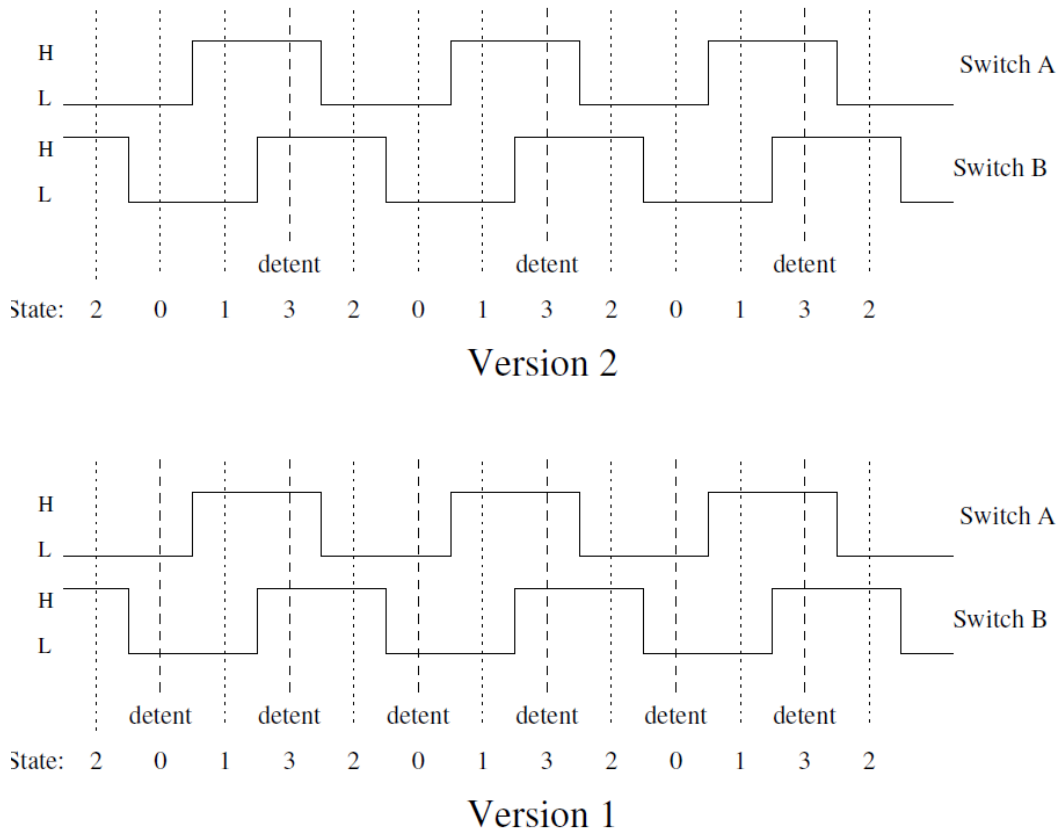 H
Switch A
L
H
Switch B
L
detent detent detent
State: 2 0 1 3 2 0 1 3 2 0 1 3 2
Version 2
H
Switch A
L
H
Switch B
L
detent detent detent detent detent detent
State: 2 0 1 3 2 0 1 3 2 0 1 3 2
Version 1